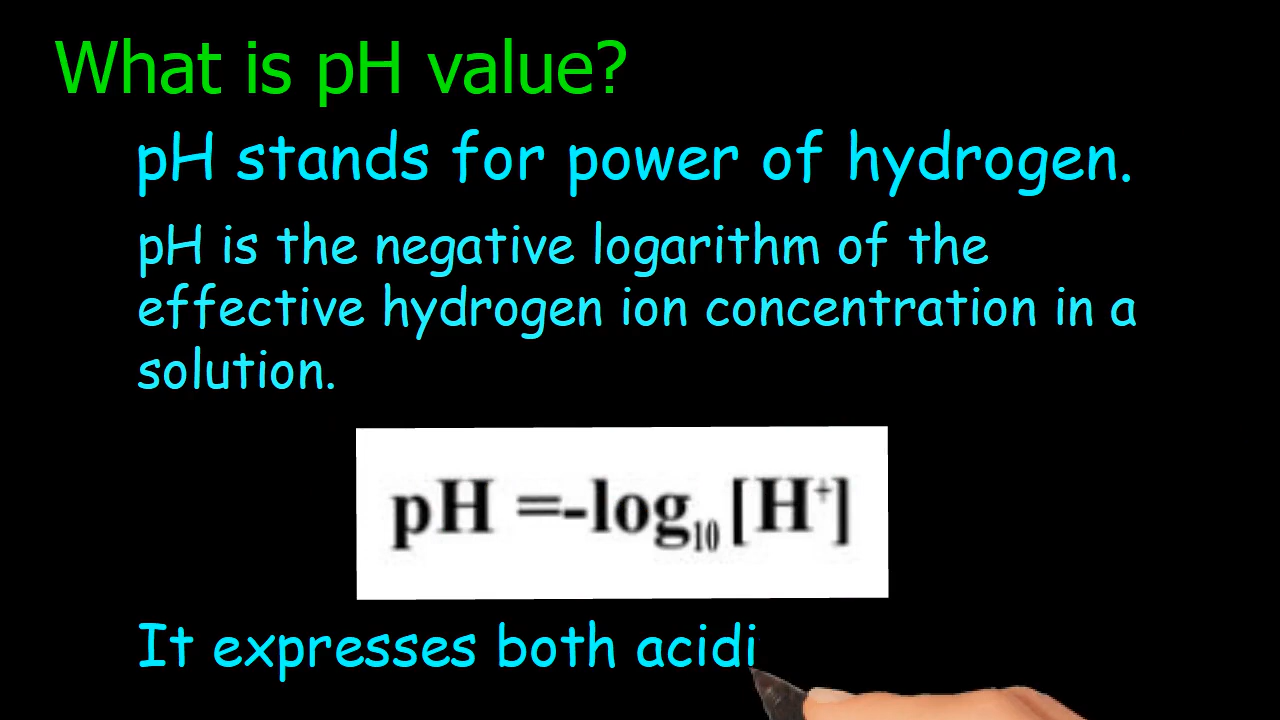 What is pH value?
pH stands for power of hydrogen.
pH is the negative logarithm of the
effective hydrogen ion concentration in a
solution.
pH =-log₁₀ [H⁺]
It expresses both acidi